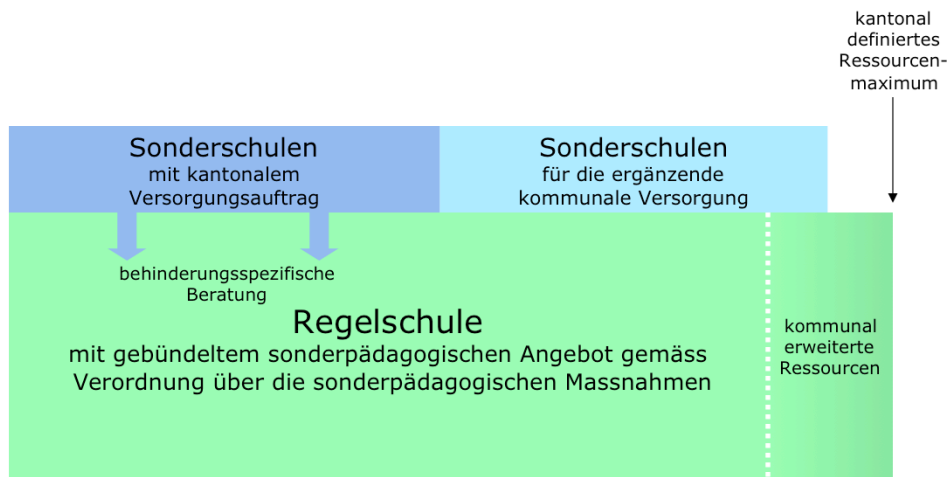 kantonal
definiertes
Ressourcen-
maximum
Sonderschulen
mit kantonalem
Versorgungsauftrag
Sonderschulen
für die ergänzende
kommunale Versorgung
behinderungsspezifische
Beratung
Regelschule
mit gebündeltem sonderpädagogischen Angebot gemäss
Verordnung über die sonderpädagogischen Massnahmen
kommunal
erweiterte
Ressourcen